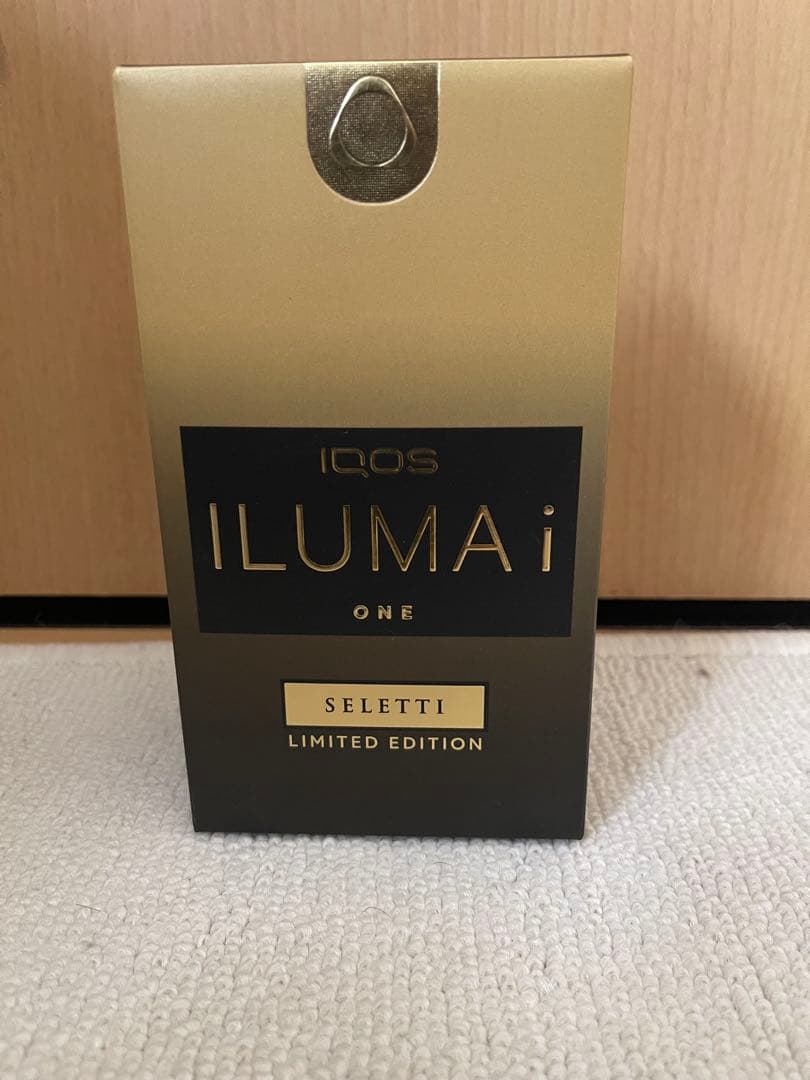 IQOS
ILUMA i
ONE
SELETTI
LIMITED EDITION